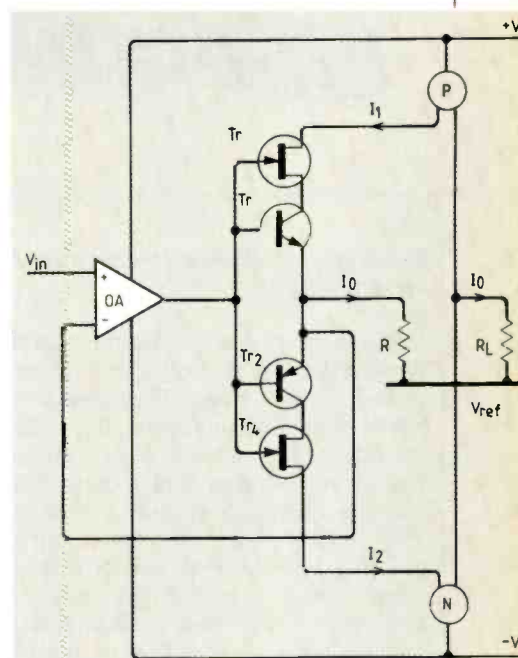 +V
P
I1
Tr
Tr
Vin
+
OA
−
I0
I0
R
RL
Tr2
Vref
Tr4
I2
N
−V